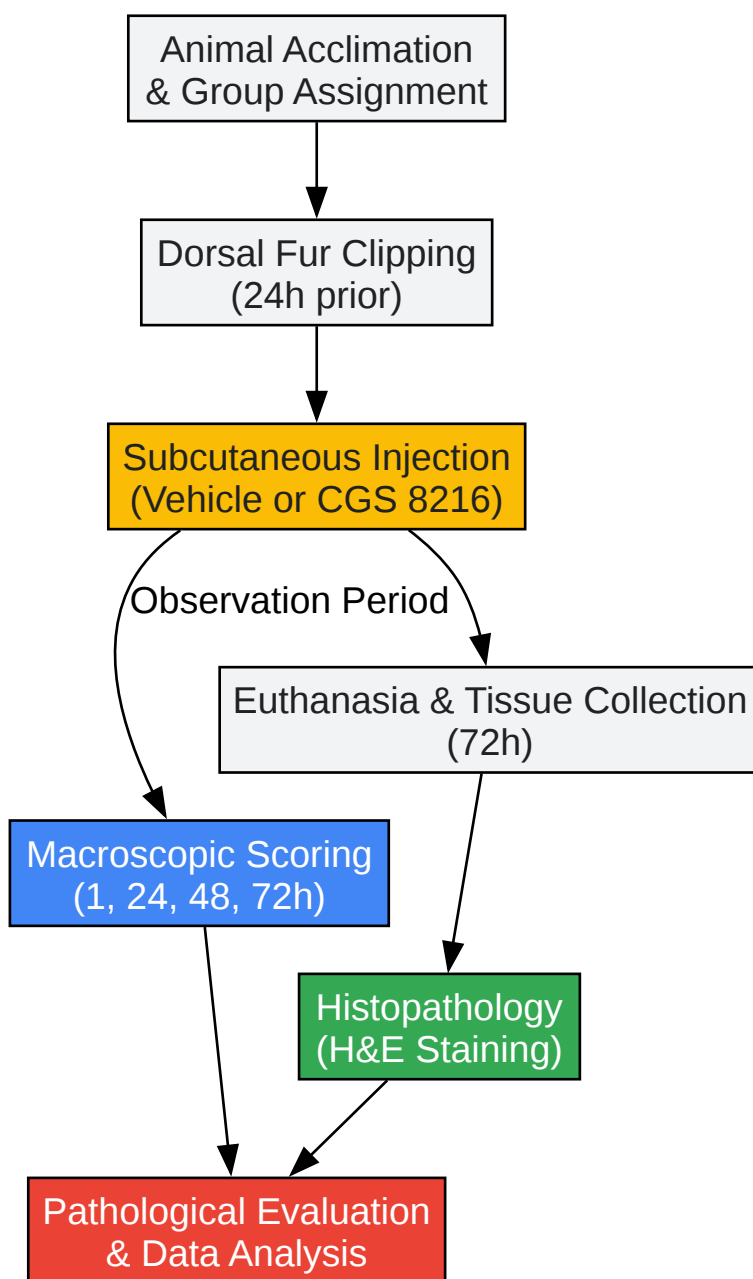 Animal Acclimation
& Group Assignment
Dorsal Fur Clipping
(24h prior)
Subcutaneous Injection
(Vehicle or CGS 8216)
Observation Period
Euthanasia & Tissue Collection
(72h)
Macroscopic Scoring
(1, 24, 48, 72h)
Histopathology
(H&E Staining)
Pathological Evaluation
& Data Analysis